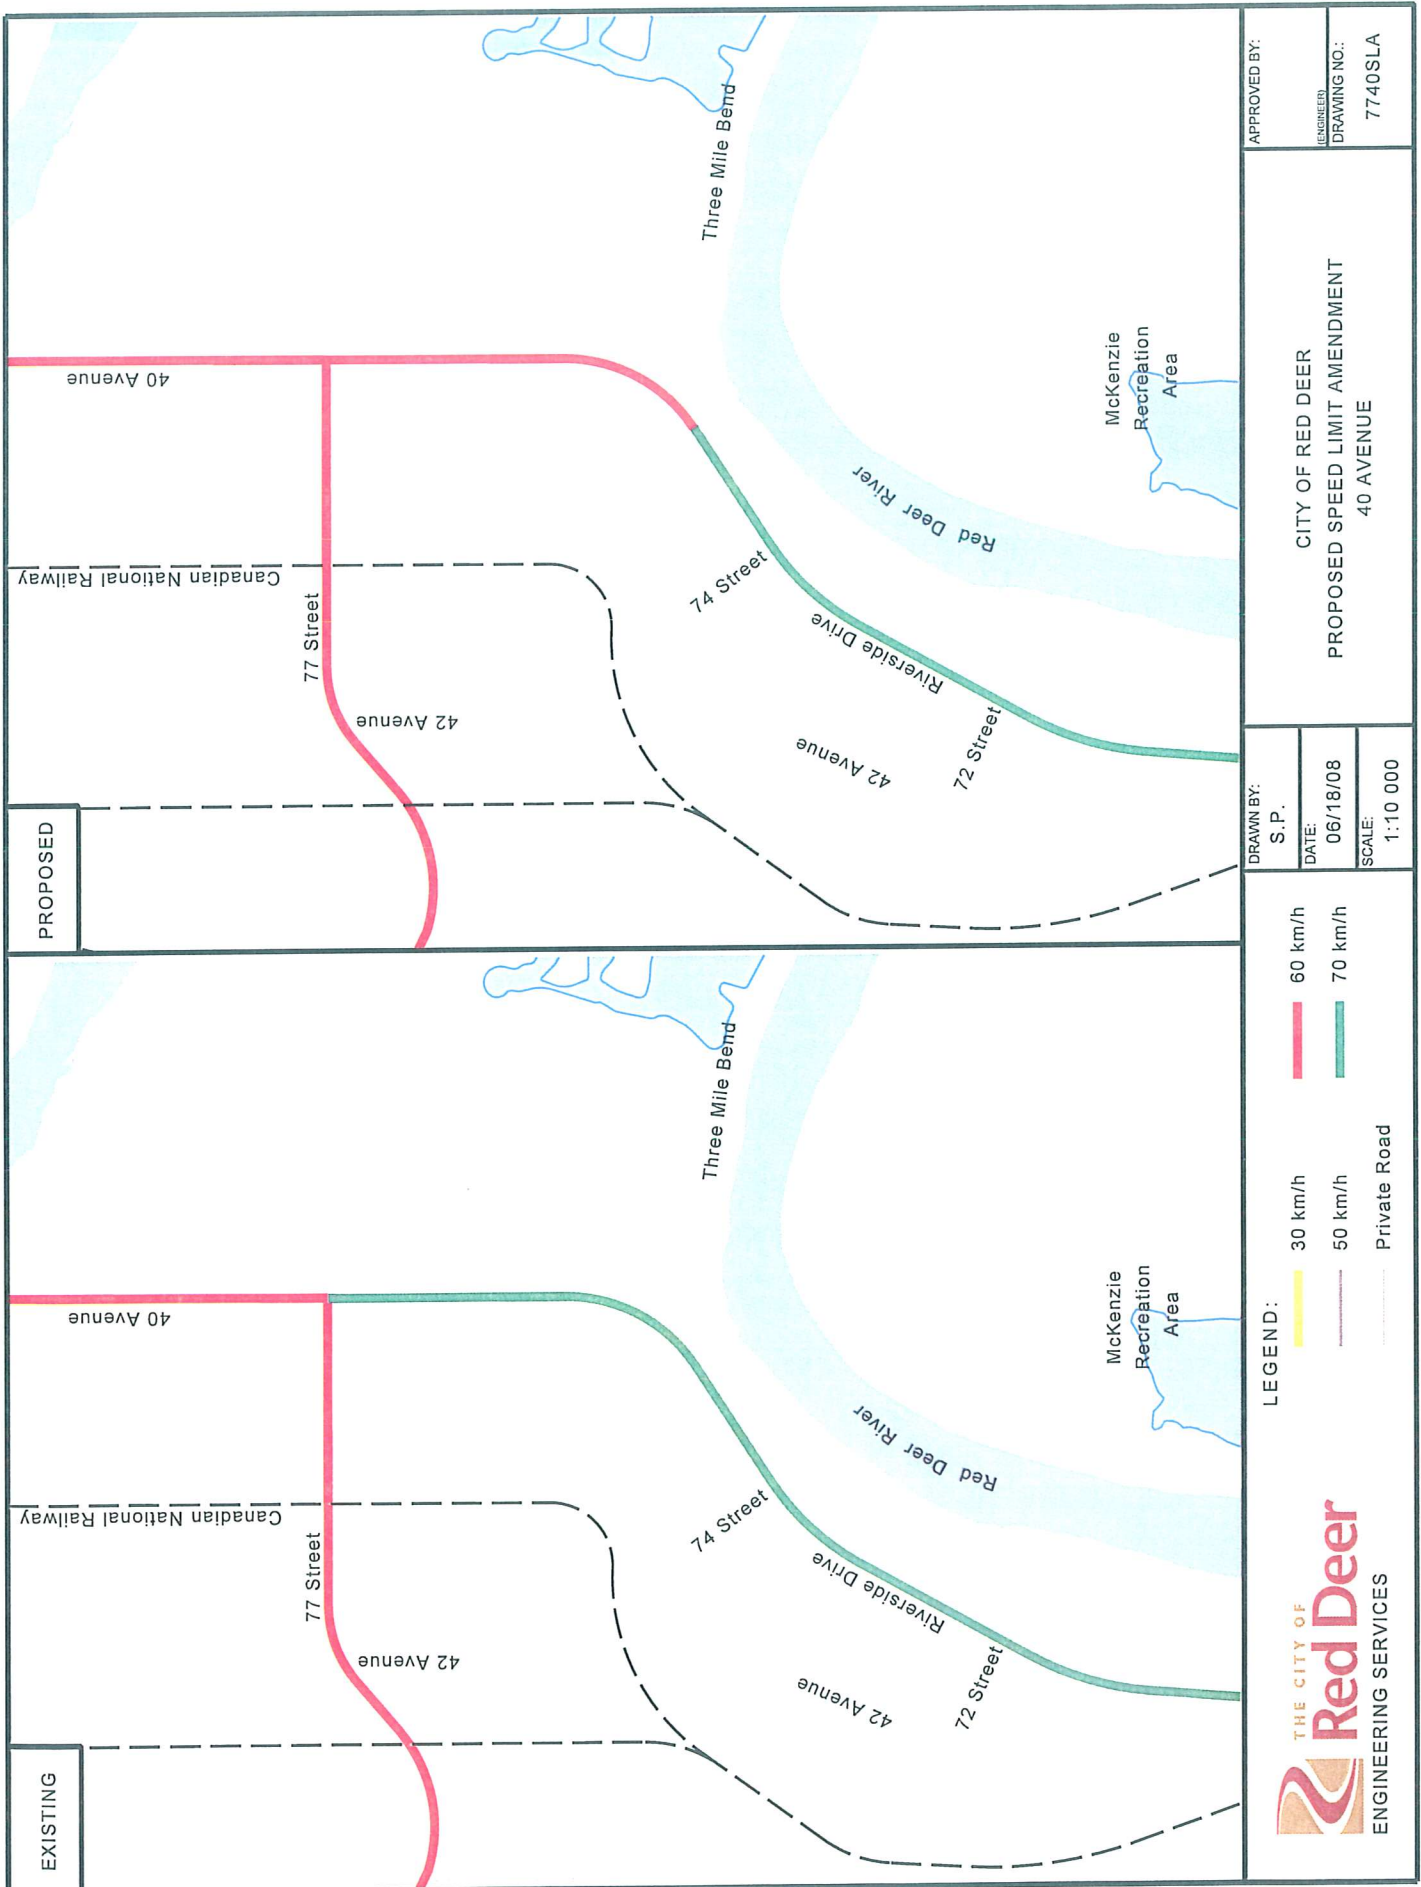 EXISTING
40 Avenue
Canadian National Railway
77 Street
42 Avenue
Three Mile Bend
74 Street
Riverside Drive
Red Deer River
42 Avenue
72 Street
McKenzie
Recreation
Area
PROPOSED
40 Avenue
Canadian National Railway
77 Street
42 Avenue
Three Mile Bend
74 Street
Riverside Drive
Red Deer River
42 Avenue
72 Street
McKenzie
Recreation
Area
THE CITY OF
Red Deer
ENGINEERING SERVICES
LEGEND:
30 km/h
50 km/h
Private Road
60 km/h
70 km/h
DRAWN BY:
S.P.
DATE:
06/18/08
SCALE:
1:10 000
CITY OF RED DEER
PROPOSED SPEED LIMIT AMENDMENT
40 AVENUE
APPROVED BY:
(ENGINEER)
DRAWING NO.:
7740SLA